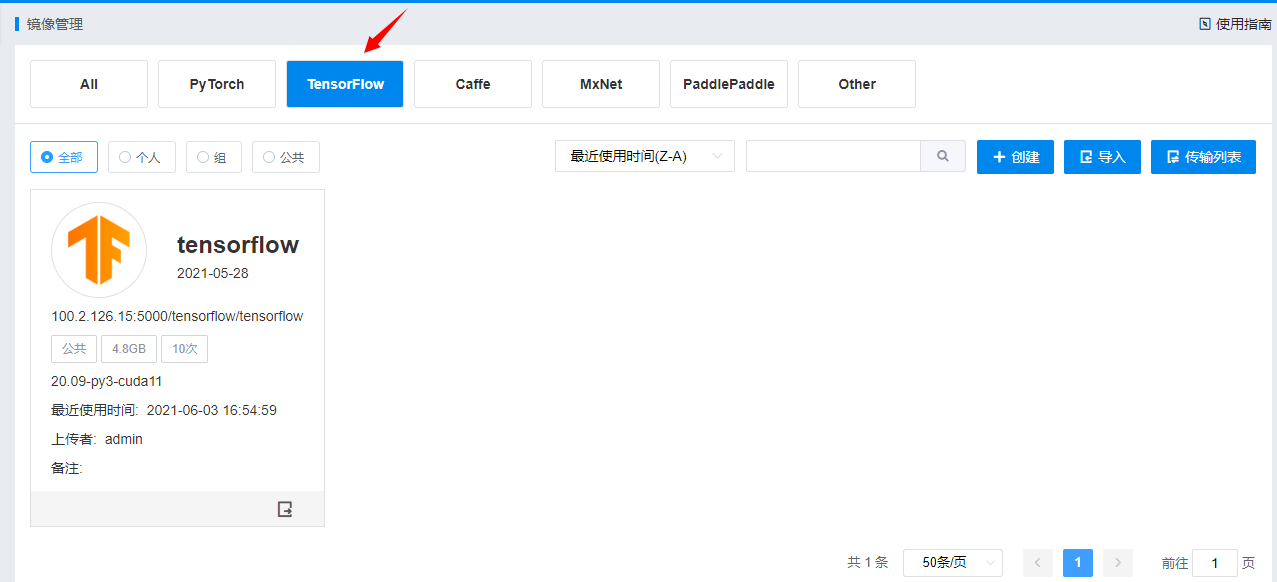 镜像管理
使用指南
All
PyTorch
TensorFlow
Caffe
MxNet
PaddlePaddle
Other
全部
个人
组
公共
最近使用时间(Z-A)
创建
导入
传输列表
tensorflow
2021-05-28
100.2.126.15:5000/tensorflow/tensorflow
公共
4.8GB
10次
20.09-py3-cuda11
最近使用时间: 2021-06-03 16:54:59
上传者: admin
备注:
共 1 条
50条/页
1
前往 1 页